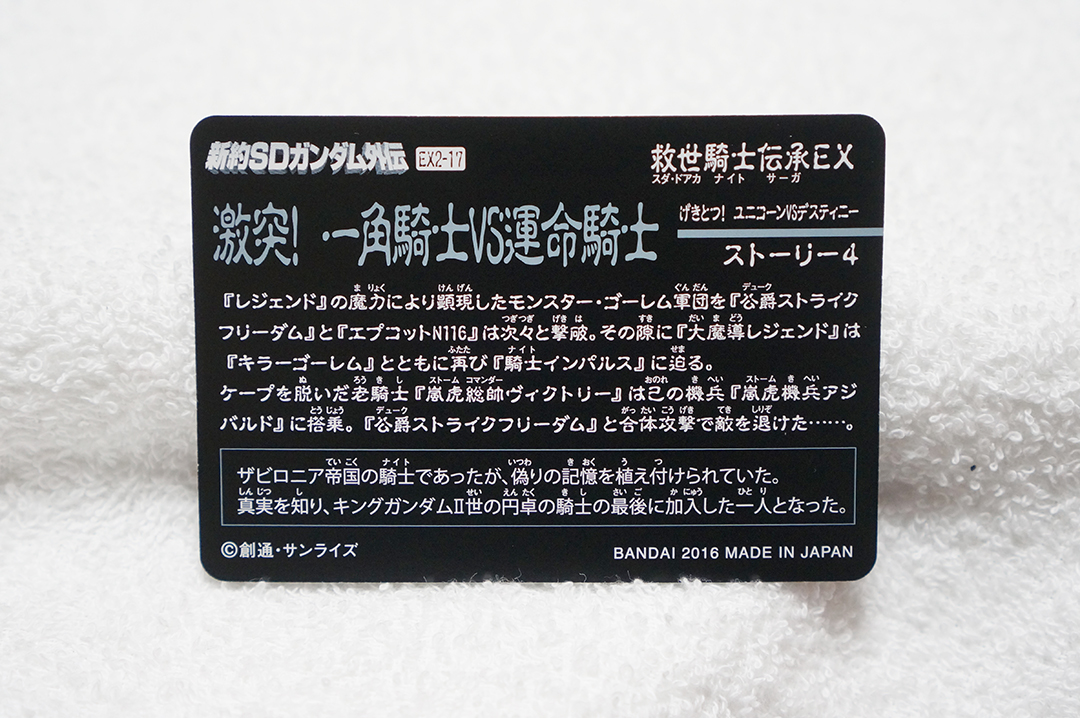 新約SDガンダム外伝 EX2-17
救世騎士伝承EX
スダ・ドアカ ナイト サーガ
激突! 一角騎士VS運命騎士
げきとつ! ユニコーンVSデスティニー
ストーリー4
『レジェンド』の魔力により顕現したモンスター・ゴーレム軍団を『公爵ストライク
フリーダム』と『エプコットN116』は次々と撃破。その隙に『大魔導レジェンド』は
『キラーゴーレム』とともに再び『騎士インパルス』に迫る。
ケープを脱いだ老騎士『嵐虎総帥ヴィクトリー』は己の機兵『嵐虎機兵アジ
バルド』に搭乗。『公爵ストライクフリーダム』と合体攻撃で敵を退けた……。
ザビロニア帝国の騎士であったが、偽りの記憶を植え付けられていた。
真実を知り、キングガンダムII世の円卓の騎士の最後に加入した一人となった。
©創通・サンライズ
BANDAI 2016 MADE IN JAPAN